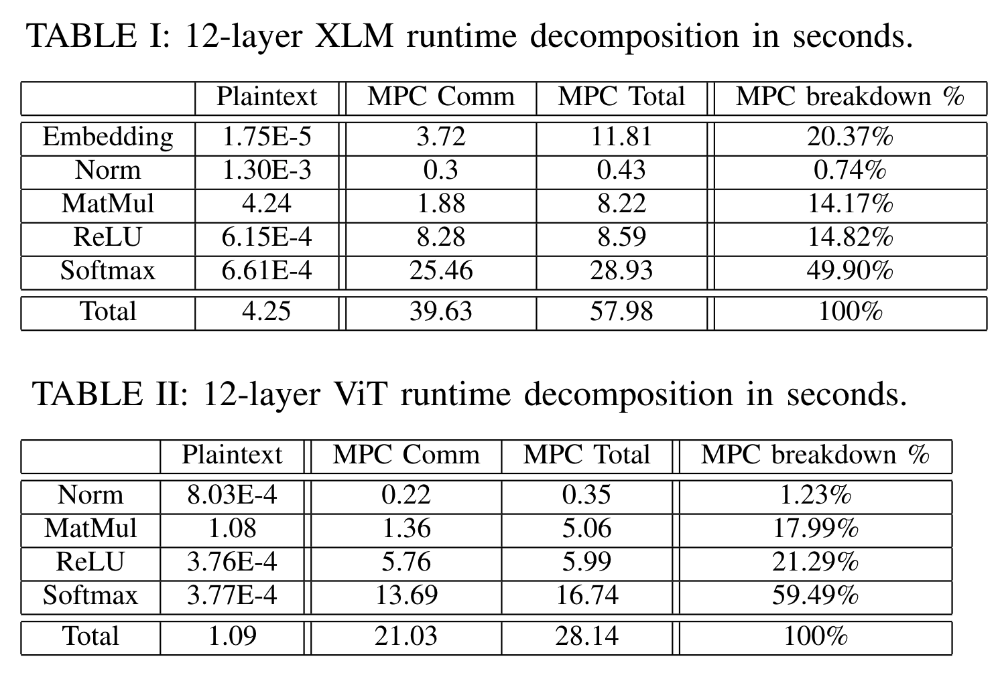 TABLE I: 12-layer XLM runtime decomposition in seconds.
Plaintext MPC Comm MPC Total MPC breakdown %
Embedding 1.75E-5 3.72 11.81 20.37%
Norm 1.30E-3 0.3 0.43 0.74%
MatMul 4.24 1.88 8.22 14.17%
ReLU 6.15E-4 8.28 8.59 14.82%
Softmax 6.61E-4 25.46 28.93 49.90%
Total 4.25 39.63 57.98 100%
TABLE II: 12-layer ViT runtime decomposition in seconds.
Plaintext MPC Comm MPC Total MPC breakdown %
Norm 8.03E-4 0.22 0.35 1.23%
MatMul 1.08 1.36 5.06 17.99%
ReLU 3.76E-4 5.76 5.99 21.29%
Softmax 3.77E-4 13.69 16.74 59.49%
Total 1.09 21.03 28.14 100%